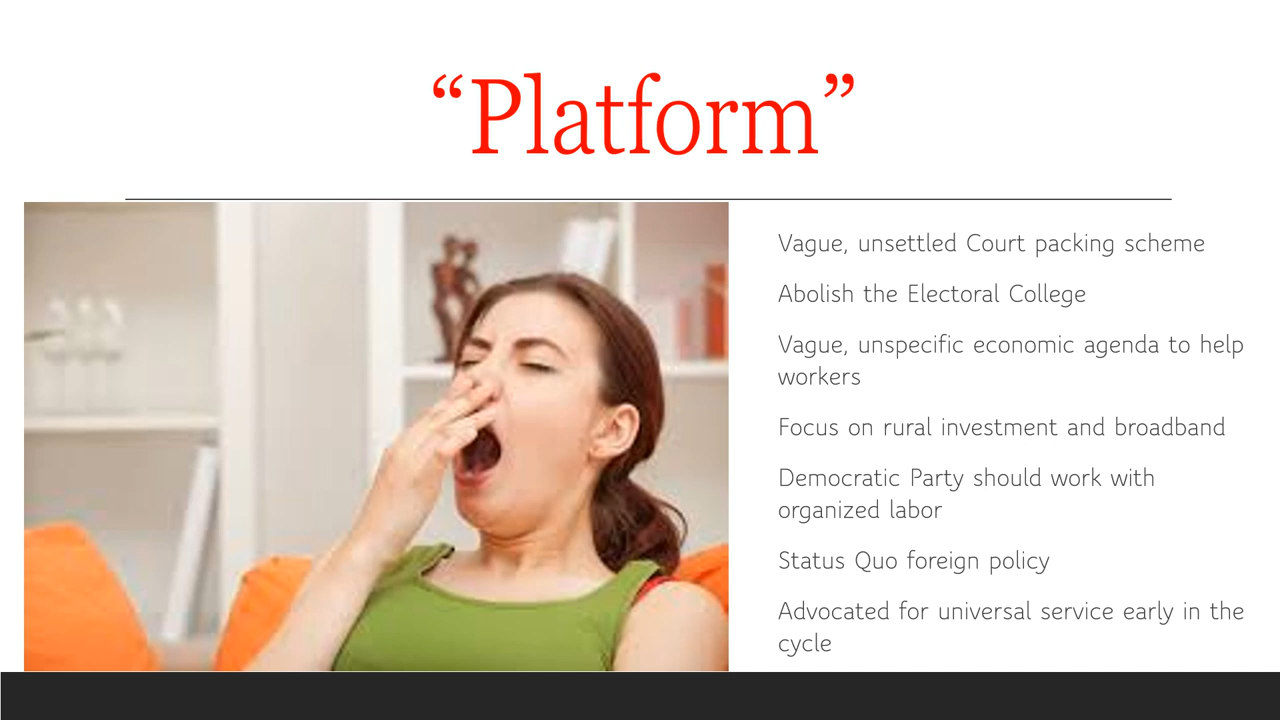 “Platform”
Vague, unsettled Court packing scheme
Abolish the Electoral College
Vague, unspecific economic agenda to help
workers
Focus on rural investment and broadband
Democratic Party should work with
organized labor
Status Quo foreign policy
Advocated for universal service early in the
cycle